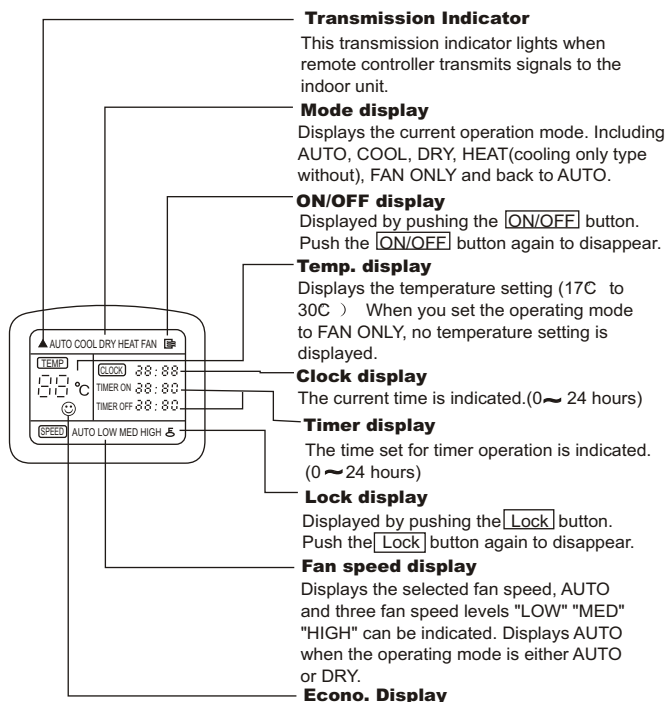 Transmission Indicator
This transmission indicator lights when
remote controller transmits signals to the
indoor unit.
Mode display
Displays the current operation mode. Including
AUTO, COOL, DRY, HEAT(cooling only type
without), FAN ONLY and back to AUTO.
ON/OFF display
Displayed by pushing the ON/OFF button.
Push the ON/OFF button again to disappear.
Temp. display
Displays the temperature setting (17℃ to
30℃ ) When you set the operating mode
to FAN ONLY, no temperature setting is
displayed.
Clock display
The current time is indicated.(0~ 24 hours)
Timer display
The time set for timer operation is indicated.
(0~24 hours)
Lock display
Displayed by pushing the Lock button.
Push the Lock button again to disappear.
Fan speed display
Displays the selected fan speed, AUTO
and three fan speed levels "LOW" "MED"
"HIGH" can be indicated. Displays AUTO
when the operating mode is either AUTO
or DRY.
Econo. Display
AUTO COOL DRY HEAT FAN
TEMP
88 °C
CLOCK 88:88
TIMER ON 88:80
TIMER OFF 88:80
SPEED AUTO LOW MED HIGH